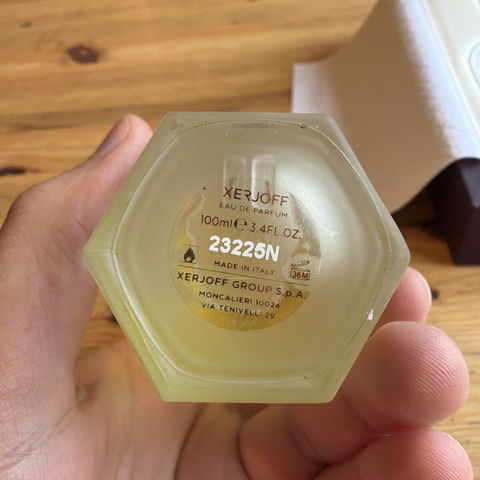 XERJOFF
EAU DE PARFUM
100ml ℮ 3.4FL.OZ.
23225N
MADE IN ITALY
36M
XERJOFF GROUP S.p.A.
MONCALIERI 10024
VIA TENIVELLI 29